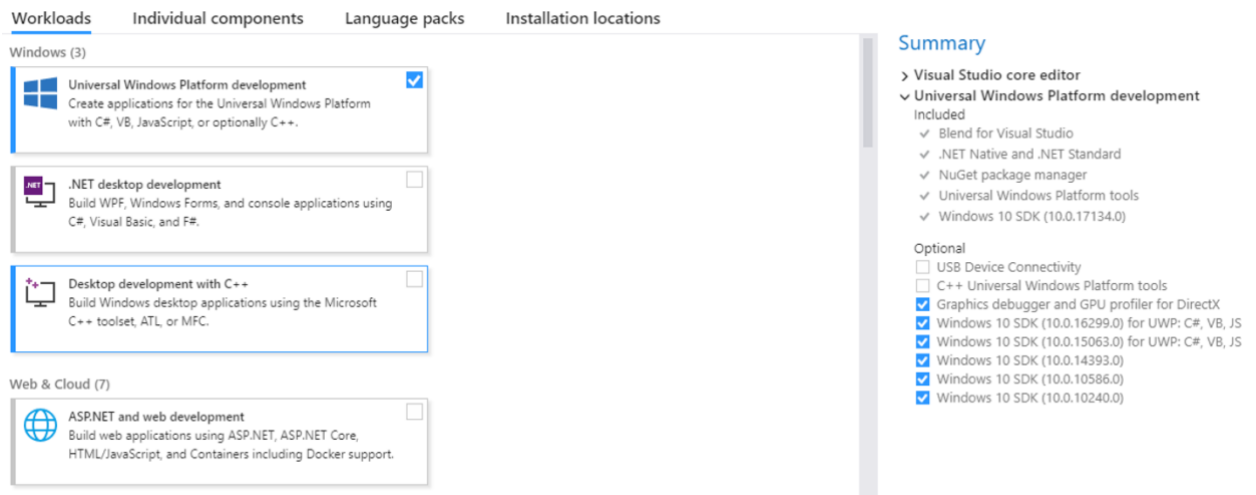 Workloads Individual components Language packs Installation locations
Windows (3)
Universal Windows Platform development
Create applications for the Universal Windows Platform
with C#, VB, JavaScript, or optionally C++.
.NET
.NET desktop development
Build WPF, Windows Forms, and console applications using
C#, Visual Basic, and F#.
Desktop development with C++
Build Windows desktop applications using the Microsoft
C++ toolset, ATL, or MFC.
Web & Cloud (7)
ASP.NET and web development
Build web applications using ASP.NET, ASP.NET Core,
HTML/JavaScript, and Containers including Docker support.
Summary
Visual Studio core editor
Universal Windows Platform development
Included
Blend for Visual Studio
.NET Native and .NET Standard
NuGet package manager
Universal Windows Platform tools
Windows 10 SDK (10.0.17134.0)
Optional
USB Device Connectivity
C++ Universal Windows Platform tools
Graphics debugger and GPU profiler for DirectX
Windows 10 SDK (10.0.16299.0) for UWP: C#, VB, JS
Windows 10 SDK (10.0.15063.0) for UWP: C#, VB, JS
Windows 10 SDK (10.0.14393.0)
Windows 10 SDK (10.0.10586.0)
Windows 10 SDK (10.0.10240.0)